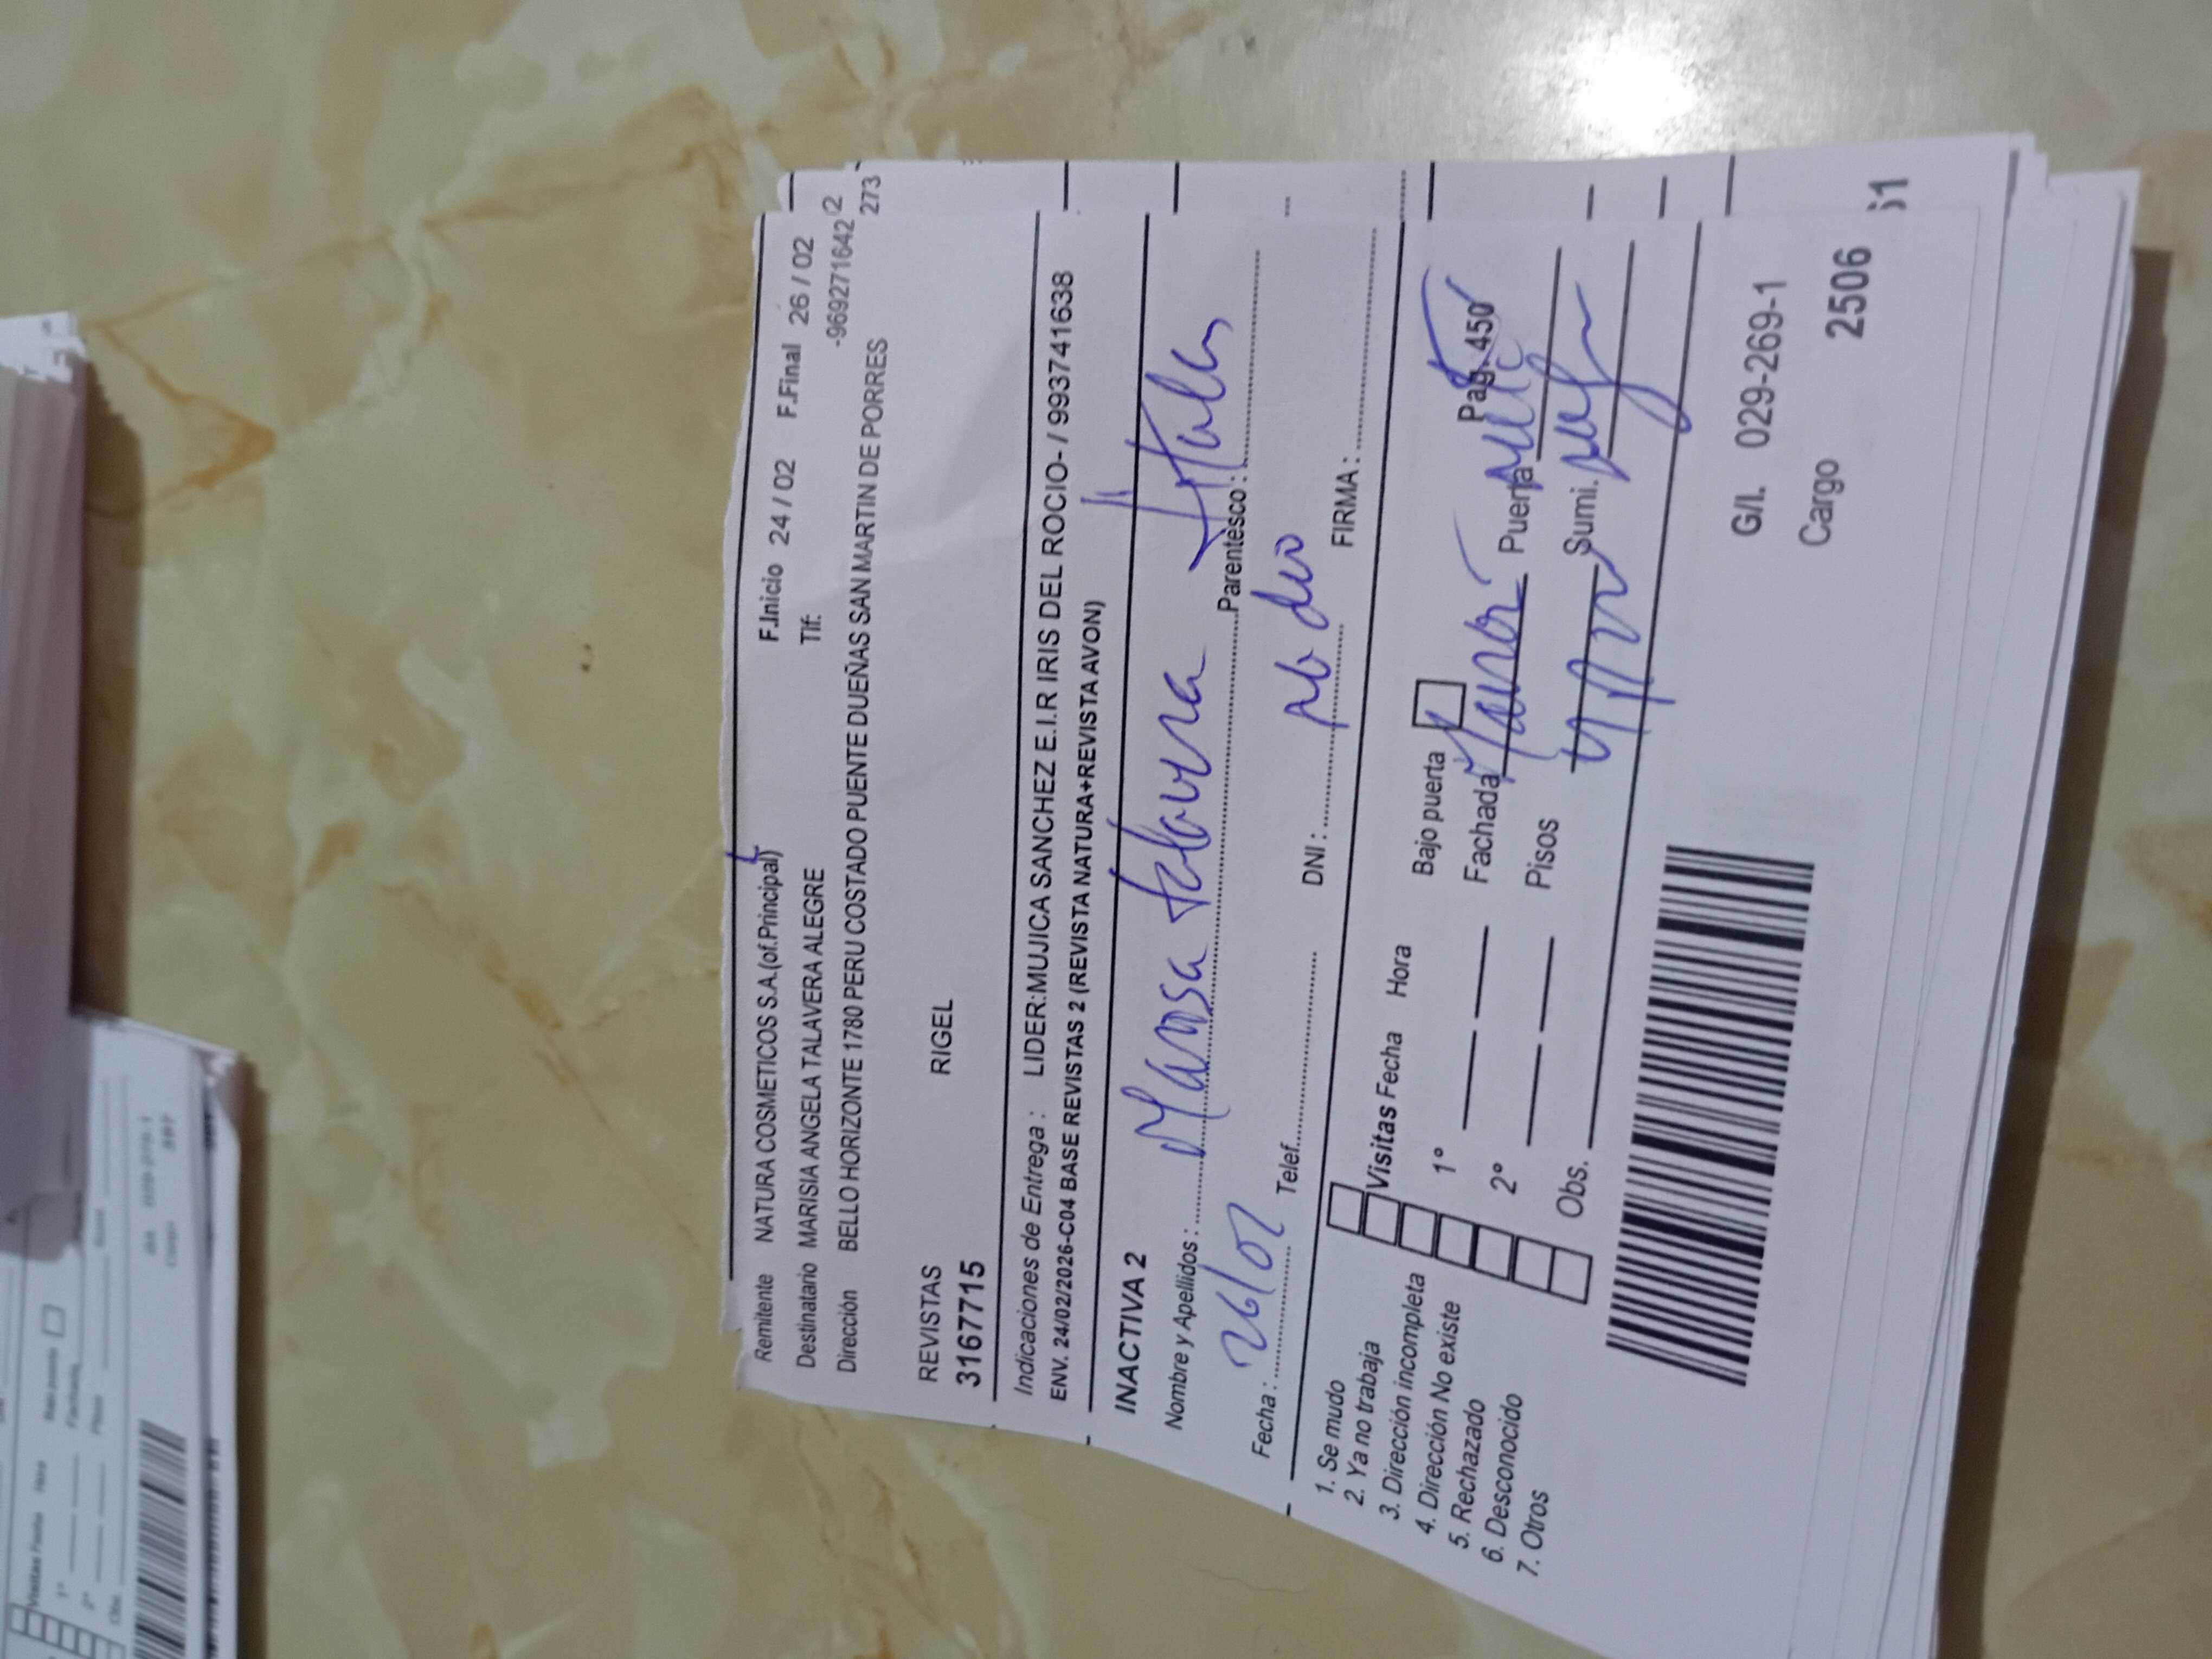 Remitente NATURA COSMETICOS S.A.(of.Principal) F.Inicio 24 / 02 F.Final 26 / 02
Destinatario MARISIA ANGELA TALAVERA ALEGRE Tlf: -969271642
Dirección BELLO HORIZONTE 1780 PERU COSTADO PUENTE DUEÑAS SAN MARTIN DE PORRES
273
REVISTAS RIGEL
3167715
Indicaciones de Entrega : LIDER:MUJICA SANCHEZ E.I.R IRIS DEL ROCIO- / 993741638
ENV. 24/02/2026-C04 BASE REVISTAS 2 (REVISTA NATURA+REVISTA AVON)
INACTIVA 2
Nombre y Apellidos : Parentesco :
Fecha : 26/02 Telef. DNI : No dio FIRMA :
1. Se mudo
2. Ya no trabaja
3. Dirección incompleta
4. Dirección No existe
5. Rechazado
6. Desconocido
7. Otros
Visitas Fecha Hora Bajo puerta
1° Fachada Puerta Pag. 450
2° Pisos Sumi.
Obs.
G/I. 029-269-1
Cargo 2506